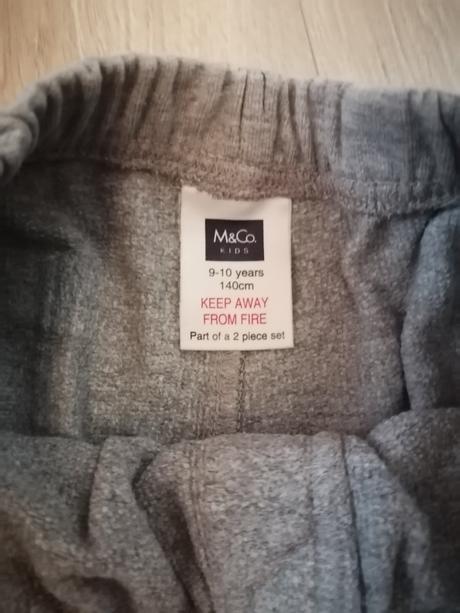 M&Co.
KIDS
9-10 years
140cm
KEEP AWAY
FROM FIRE
Part of a 2 piece set